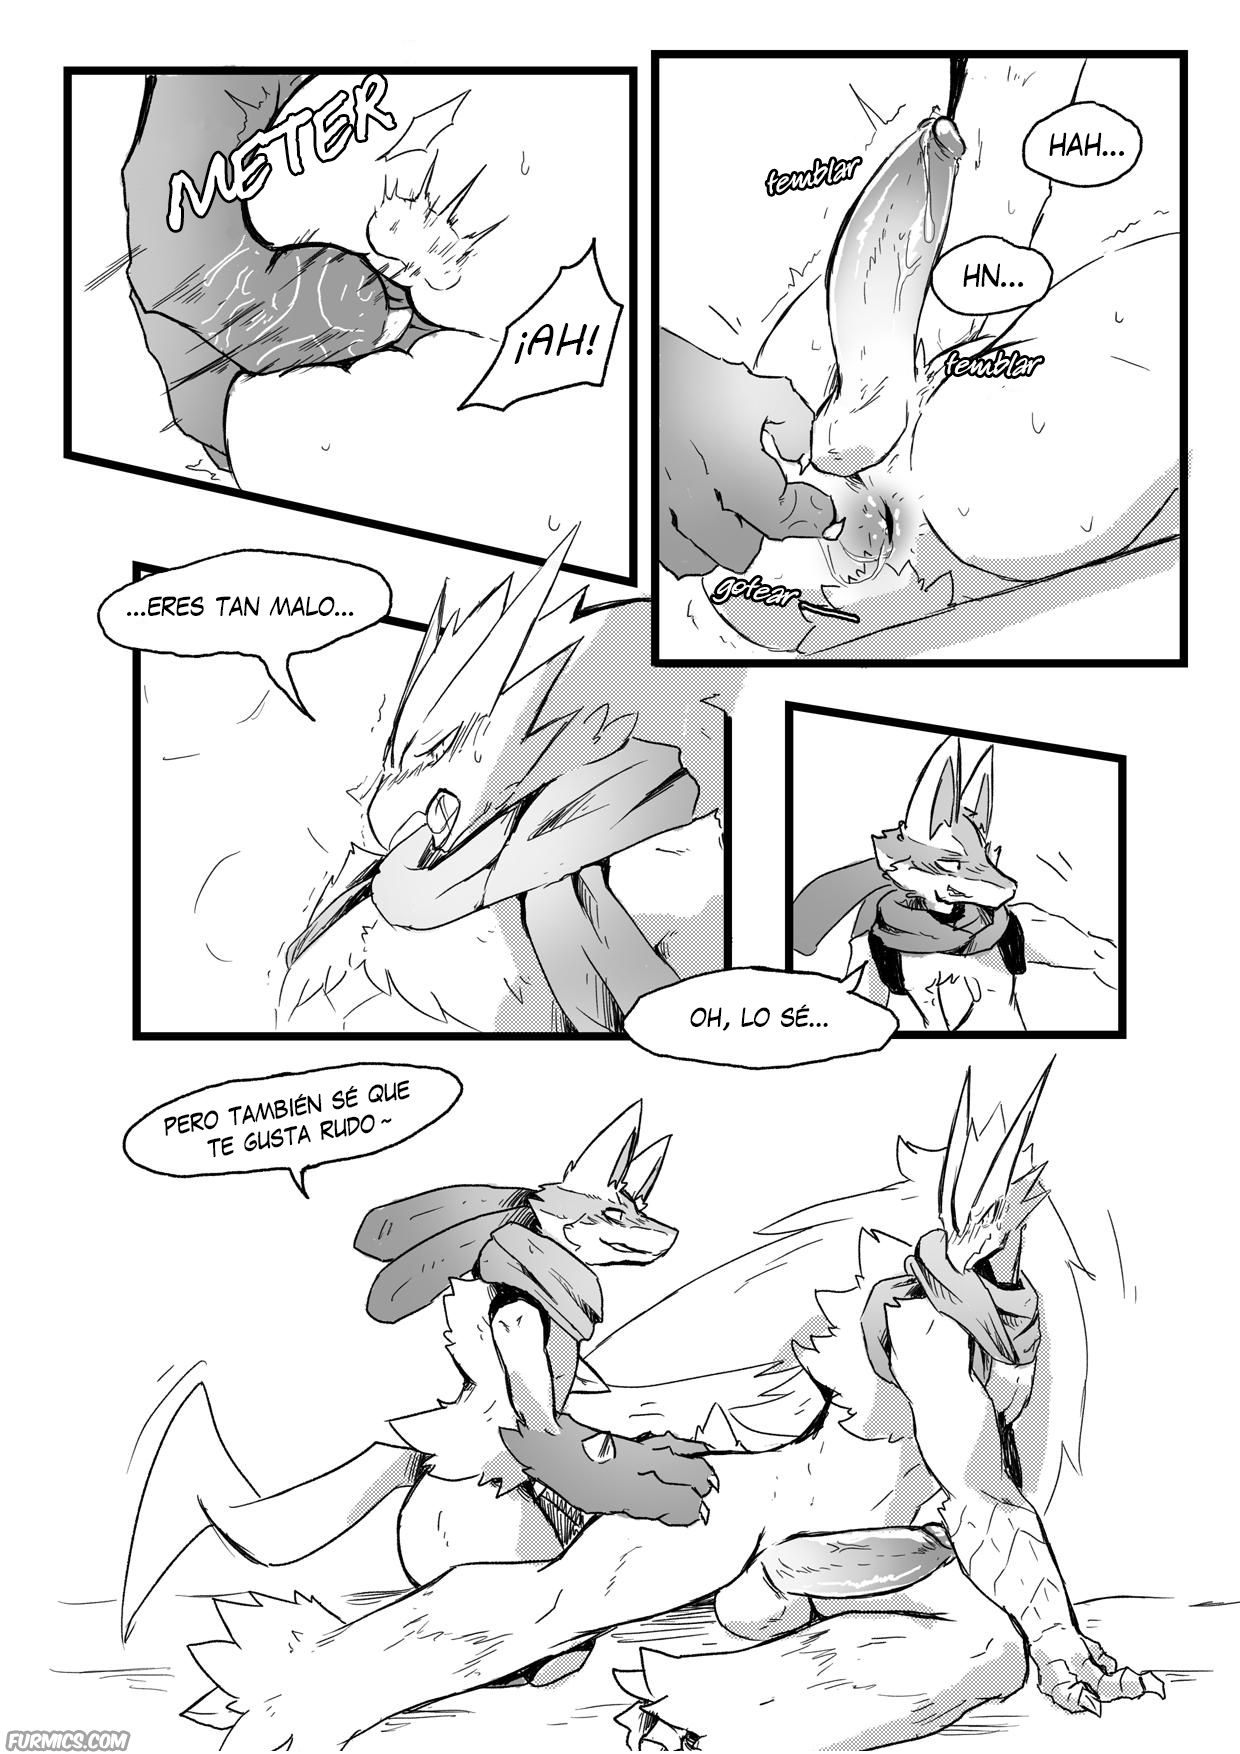 METER
¡AH!
temblar
HAH...
HN...
temblar
gotear
...ERES TAN MALO...
OH, LO SÉ...
PERO TAMBIÉN SÉ QUE
TE GUSTA RUDO~
FURMICS.COM